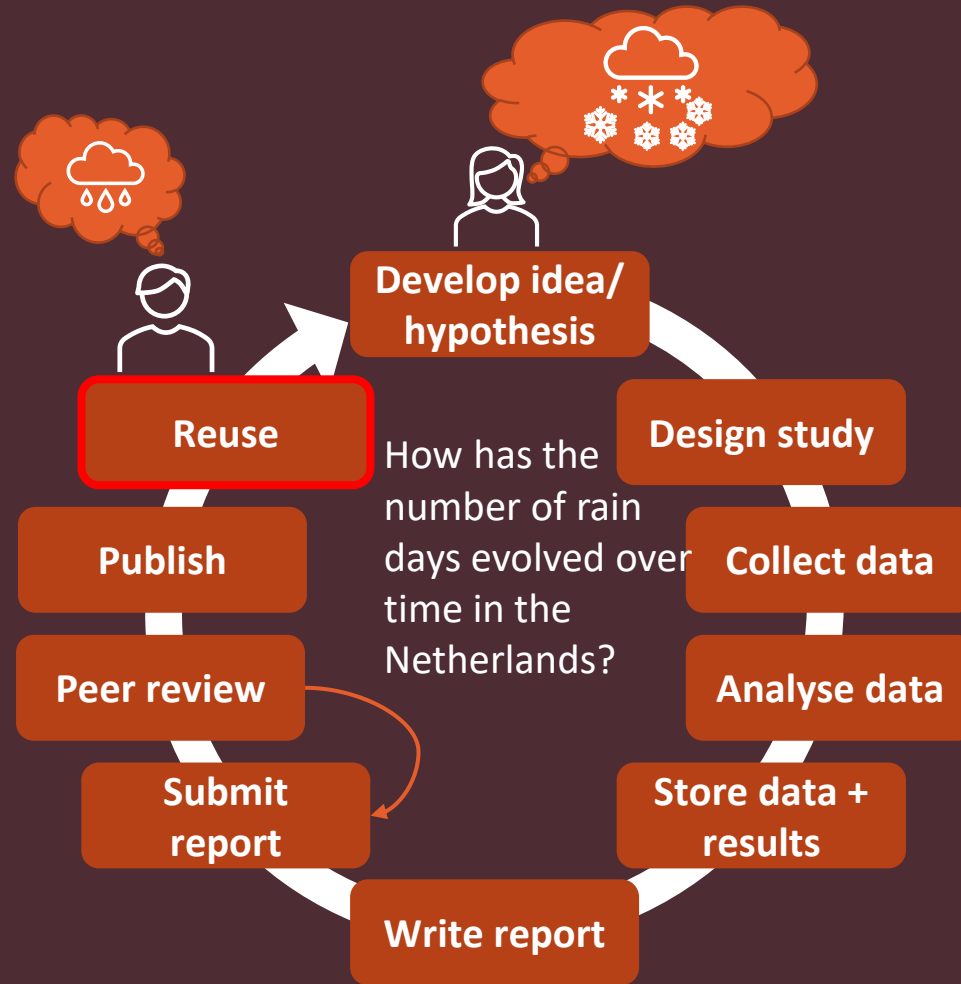 Develop idea/
hypothesis
Design study
Collect data
Analyse data
Store data +
results
Write report
Submit
report
Peer review
Publish
Reuse
How has the
number of rain
days evolved over
time in the
Netherlands?